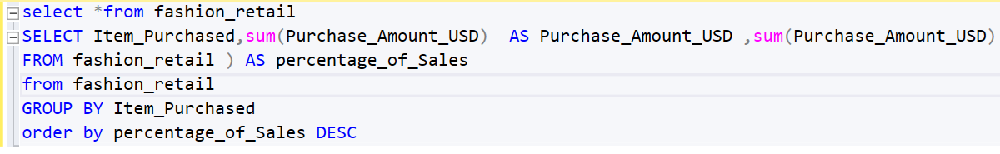 select *from fashion_retail
SELECT Item_Purchased,sum(Purchase_Amount_USD)  AS Purchase_Amount_USD ,sum(Purchase_Amount_USD)
FROM fashion_retail ) AS percentage_of_Sales
from fashion_retail
GROUP BY Item_Purchased
order by percentage_of_Sales DESC